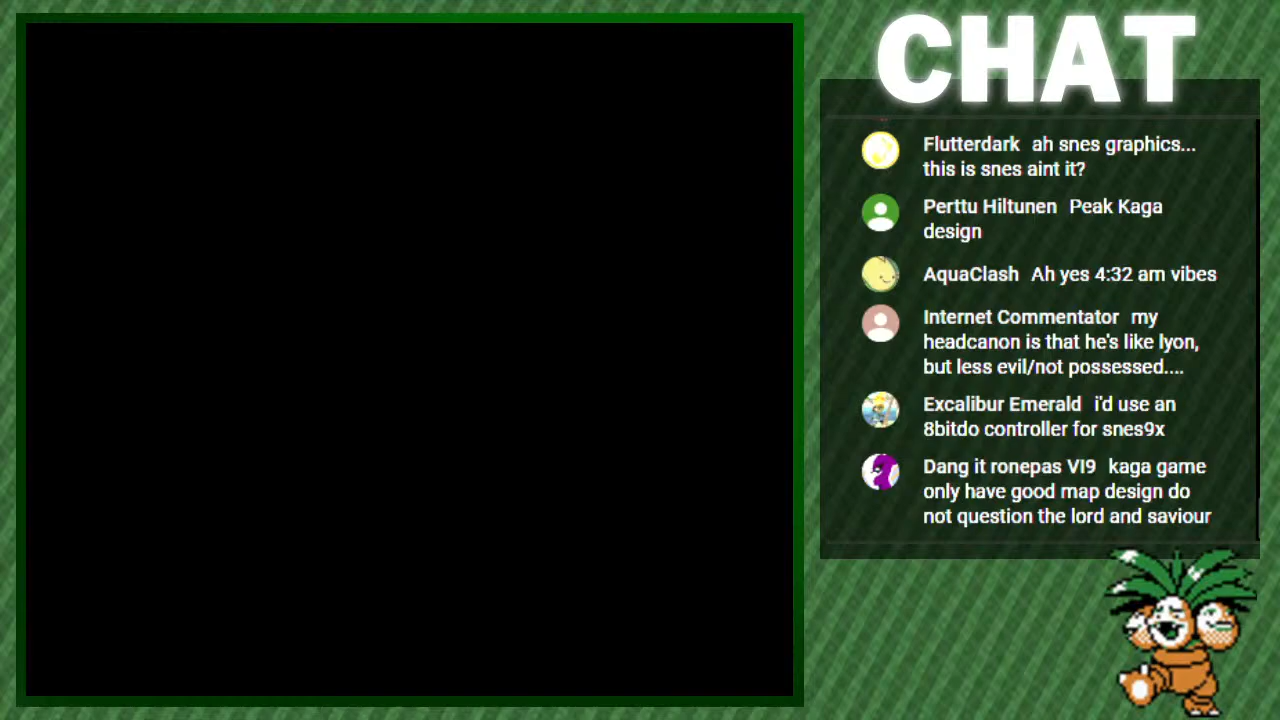 CHAT
Flutterdark ah snes graphics...
this is snes aint it?
Perttu Hiltunen Peak Kaga
design
AquaClash Ah yes 4:32 am vibes
Internet Commentator my
headcanon is that he's like lyon,
but less evil/not possessed....
Excalibur Emerald i'd use an
8bitdo controller for snes9x
Dang it ronepas VI9 kaga game
only have good map design do
not question the lord and saviour